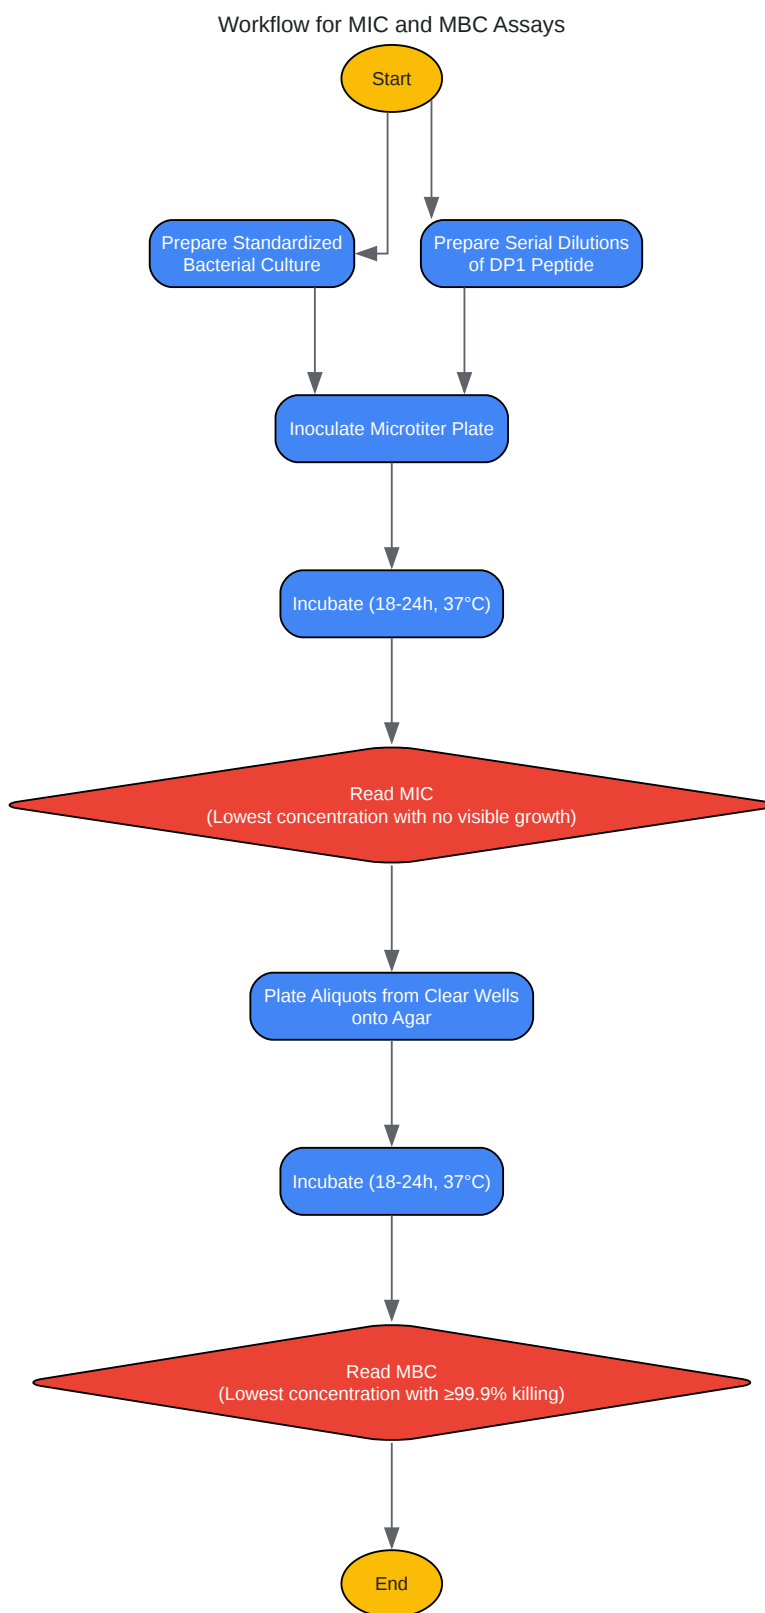 Workflow for MIC and MBC Assays
Start
Prepare Standardized
Bacterial Culture
Prepare Serial Dilutions
of DP1 Peptide
Inoculate Microtiter Plate
Incubate (18-24h, 37°C)
Read MIC
(Lowest concentration with no visible growth)
Plate Aliquots from Clear Wells
onto Agar
Incubate (18-24h, 37°C)
Read MBC
(Lowest concentration with ≥99.9% killing)
End